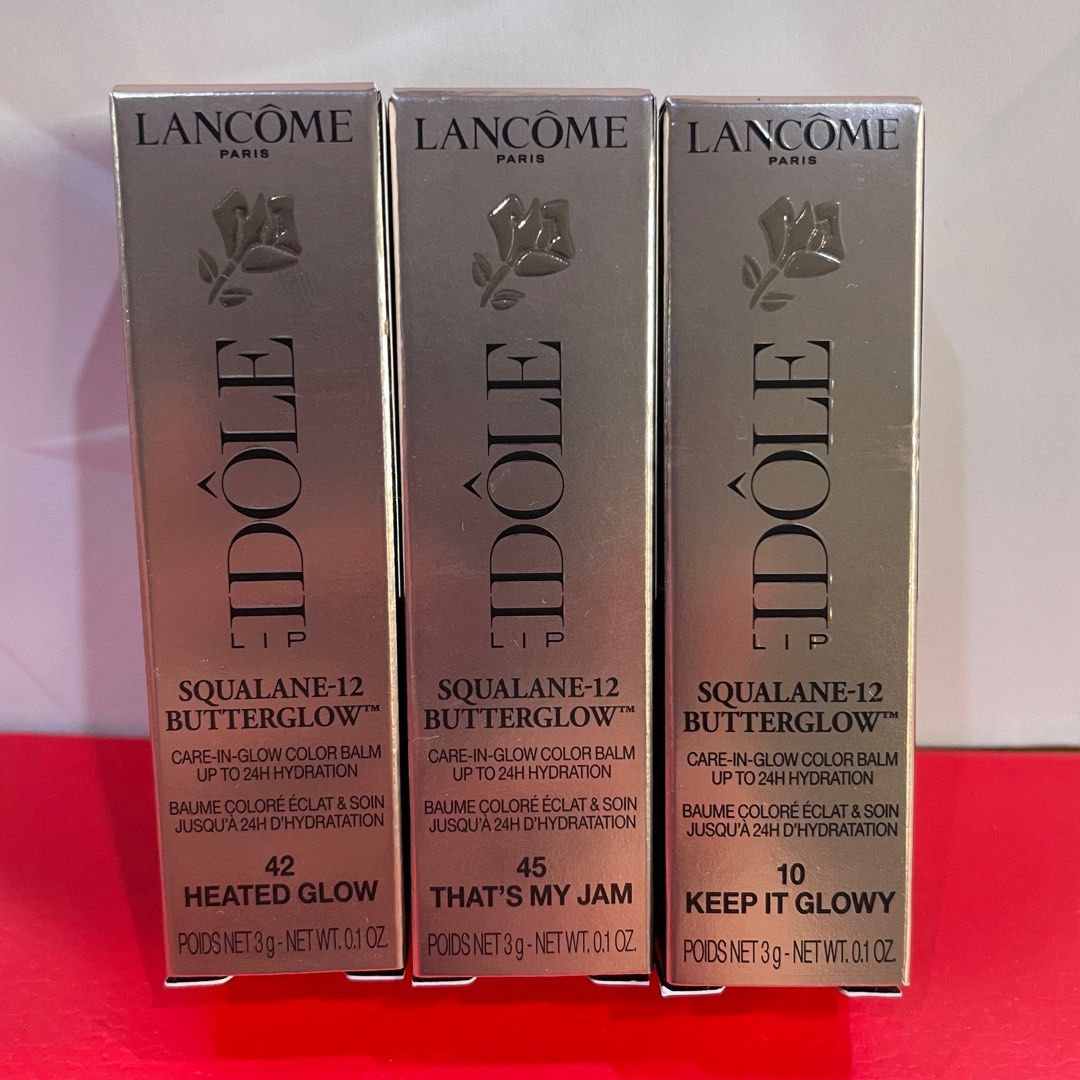 LANCÔME
PARIS
LIP IDÔLE
SQUALANE-12
BUTTERGLOW™
CARE-IN-GLOW COLOR BALM
UP TO 24H HYDRATION
BAUME COLORÉ ÉCLAT & SOIN
JUSQU'À 24H D'HYDRATATION
42
HEATED GLOW
POIDS NET 3 g - NET WT. 0.1 OZ.
LANCÔME
PARIS
LIP IDÔLE
SQUALANE-12
BUTTERGLOW™
CARE-IN-GLOW COLOR BALM
UP TO 24H HYDRATION
BAUME COLORÉ ÉCLAT & SOIN
JUSQU'À 24H D'HYDRATATION
45
THAT'S MY JAM
POIDS NET 3 g - NET WT. 0.1 OZ.
LANCÔME
PARIS
LIP IDÔLE
SQUALANE-12
BUTTERGLOW™
CARE-IN-GLOW COLOR BALM
UP TO 24H HYDRATION
BAUME COLORÉ ÉCLAT & SOIN
JUSQU'À 24H D'HYDRATATION
10
KEEP IT GLOWY
POIDS NET 3 g - NET WT. 0.1 OZ.